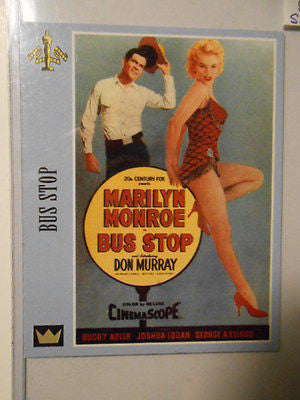 BUS STOP
20th CENTURY FOX
presents
MARILYN
MONROE
in
BUS STOP
and introducing
DON MURRAY
COLOR by DE LUXE
CINEMASCOPE
BUDDY ADLER JOSHUA LOGAN GEORGE AXELROD